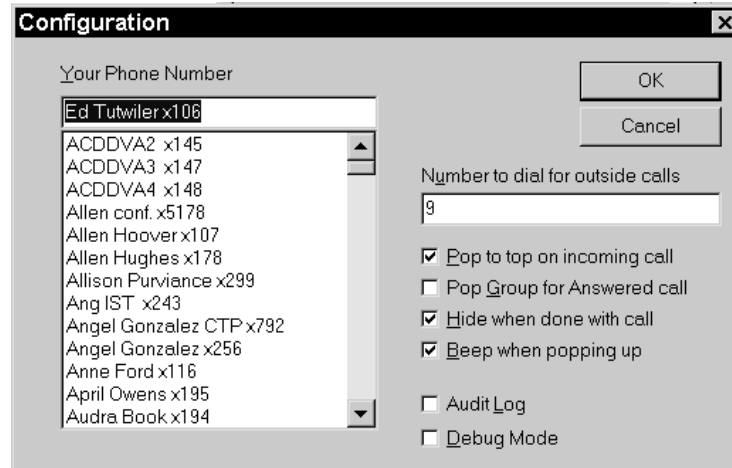 Configuration
Your Phone Number
Ed Tutwiler x106
ACDDVA2 x145
ACDDVA3 x147
ACDDVA4 x148
Allen conf. x5178
Allen Hoover x107
Allen Hughes x178
Allison Purviance x299
Ang IST x243
Angel Gonzalez CTP x792
Angel Gonzalez x256
Anne Ford x116
April Owens x195
Audra Book x194
OK
Cancel
Number to dial for outside calls
9
Pop to top on incoming call
Pop Group for Answered call
Hide when done with call
Beep when popping up
Audit Log
Debug Mode